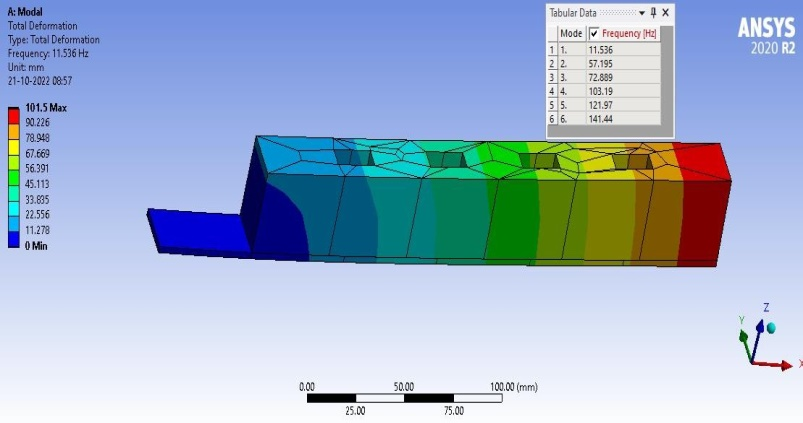 A: Modal
Total Deformation
Type: Total Deformation
Frequency: 11.536 Hz
Unit: mm
21-10-2022 08:57
101.5 Max
90.226
78.948
67.669
56.391
45.113
33.835
22.556
11.278
0 Min
Tabular Data
Mode Frequency [Hz]
1 1. 11.536
2 2. 57.195
3 3. 72.889
4 4. 103.19
5 5. 121.97
6 6. 141.44
ANSYS
2020 R2
Z
Y
X
0.00 50.00 100.00 (mm)
25.00 75.00